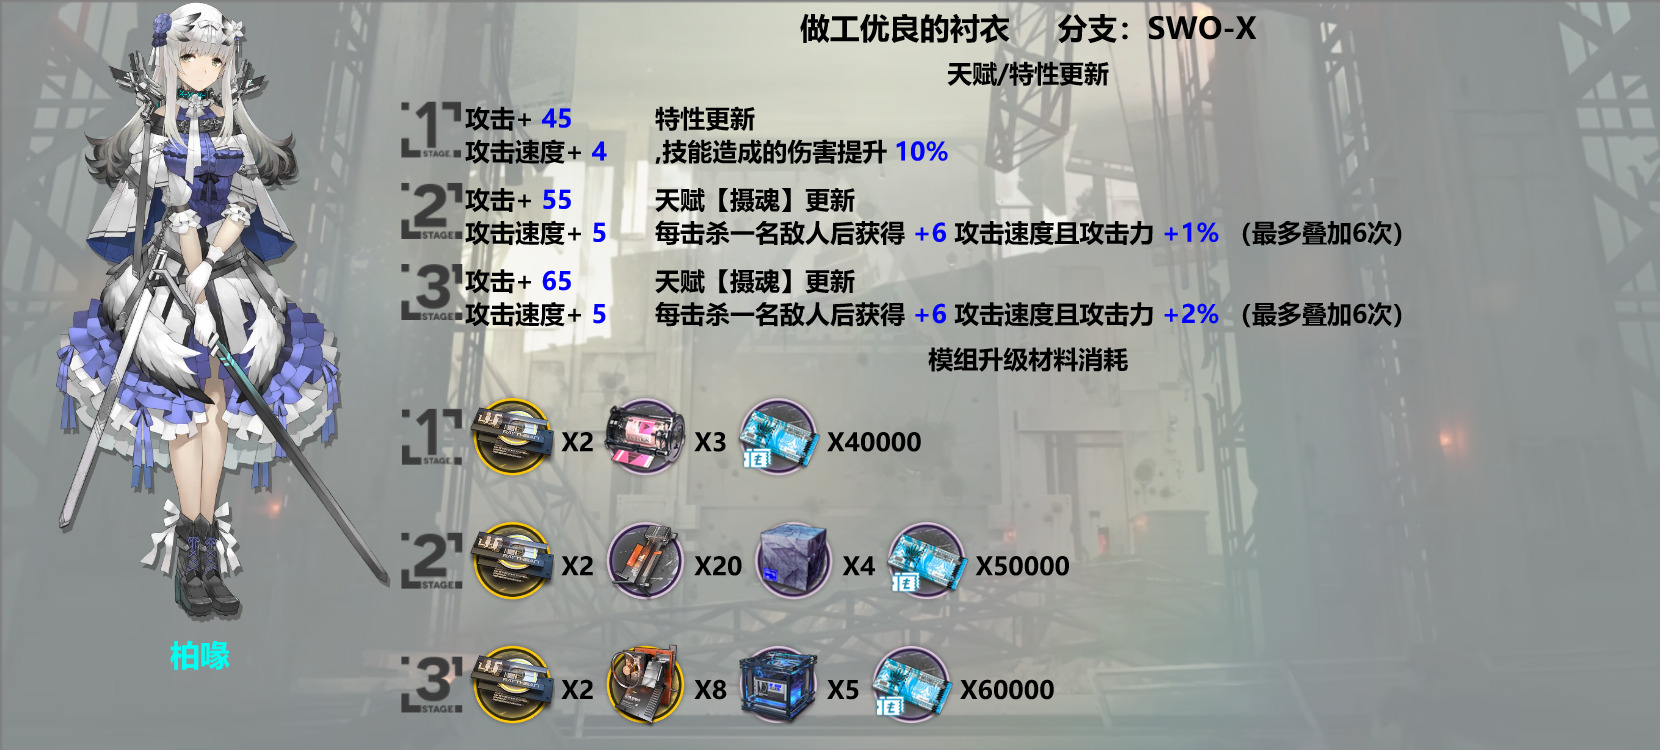 做工优良的衬衣 分支：SWO-X
天赋/特性更新
1 STAGE.
攻击+ 45 特性更新
攻击速度+ 4 ,技能造成的伤害提升 10%
2 STAGE.
攻击+ 55 天赋【摄魂】更新
攻击速度+ 5 每击杀一名敌人后获得 +6 攻击速度且攻击力 +1% （最多叠加6次）
3 STAGE.
攻击+ 65 天赋【摄魂】更新
攻击速度+ 5 每击杀一名敌人后获得 +6 攻击速度且攻击力 +2% （最多叠加6次）
模组升级材料消耗
1 STAGE. X2 X3 X40000
2 STAGE. X2 X20 X4 X50000
3 STAGE. X2 X8 X5 X60000
柏喙